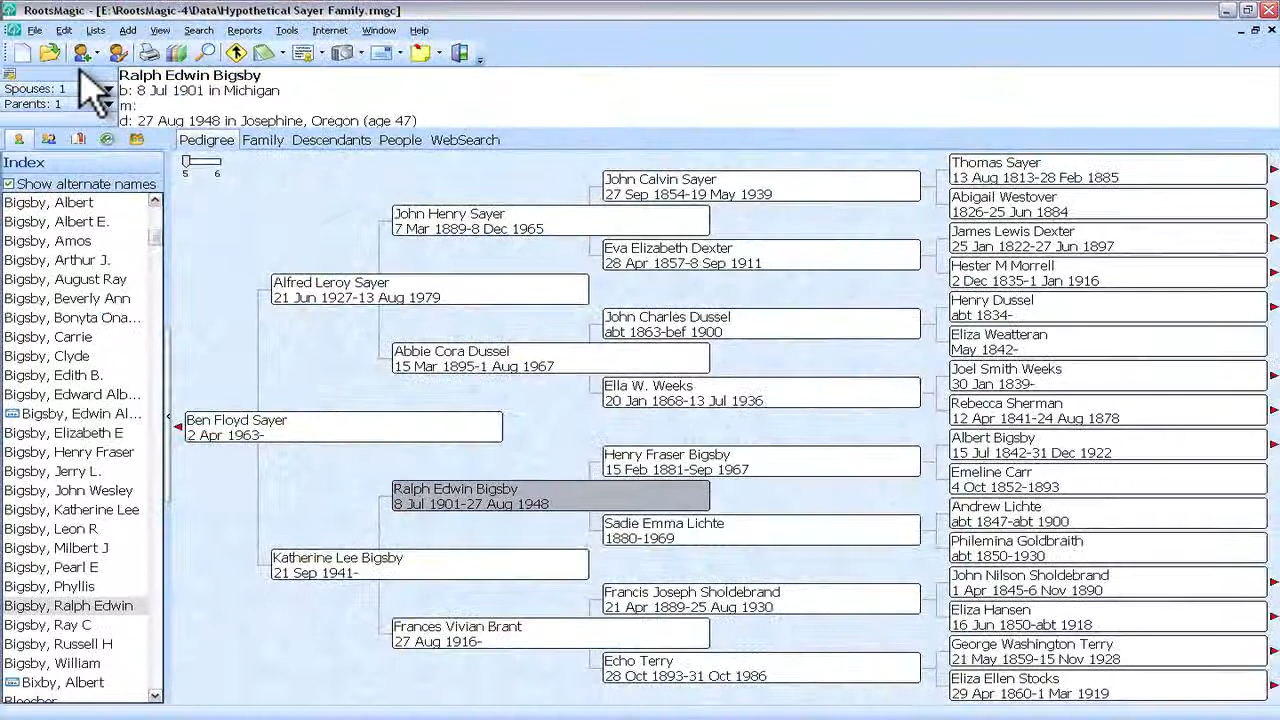 RootsMagic - [E:\RootsMagic-4\Data\Hypothetical Sayer Family.rmgc]
File Edit Lists Add View Search Reports Tools Internet Window Help
Ralph Edwin Bigsby
Spouses: 1
b: 8 Jul 1901 in Michigan
Parents: 1
m:
d: 27 Aug 1948 in Josephine, Oregon (age 47)
Pedigree Family Descendants People WebSearch
Index
Show alternate names
Bigsby, Albert
Bigsby, Albert E.
Bigsby, Amos
Bigsby, Arthur J.
Bigsby, August Ray
Bigsby, Beverly Ann
Bigsby, Bonyta Ona...
Bigsby, Carrie
Bigsby, Clyde
Bigsby, Edith B.
Bigsby, Edward Alb...
Bigsby, Edwin Al...
Bigsby, Elizabeth E
Bigsby, Henry Fraser
Bigsby, Jerry L.
Bigsby, John Wesley
Bigsby, Katherine Lee
Bigsby, Leon R
Bigsby, Milbert J
Bigsby, Pearl E
Bigsby, Phyllis
Bigsby, Ralph Edwin
Bigsby, Ray C
Bigsby, Russell H
Bigsby, William
Bixby, Albert
Bleecher
5 6
Ben Floyd Sayer
2 Apr 1963-
Alfred Leroy Sayer
21 Jun 1927-13 Aug 1979
Katherine Lee Bigsby
21 Sep 1941-
John Henry Sayer
7 Mar 1889-8 Dec 1965
Abbie Cora Dussel
15 Mar 1895-1 Aug 1967
Ralph Edwin Bigsby
8 Jul 1901-27 Aug 1948
Frances Vivian Brant
27 Aug 1916-
John Calvin Sayer
27 Sep 1854-19 May 1939
Eva Elizabeth Dexter
28 Apr 1857-8 Sep 1911
John Charles Dussel
abt 1863-bef 1900
Ella W. Weeks
20 Jan 1868-13 Jul 1936
Henry Fraser Bigsby
15 Feb 1881-Sep 1967
Sadie Emma Lichte
1880-1969
Francis Joseph Sholdebrand
21 Apr 1889-25 Aug 1930
Echo Terry
28 Oct 1893-31 Oct 1986
Thomas Sayer
13 Aug 1813-28 Feb 1885
Abigail Westover
1826-25 Jun 1884
James Lewis Dexter
25 Jan 1822-27 Jun 1897
Hester M Morrell
2 Dec 1835-1 Jan 1916
Henry Dussel
abt 1834-
Eliza Weatteran
May 1842-
Joel Smith Weeks
30 Jan 1839-
Rebecca Sherman
12 Apr 1841-24 Aug 1878
Albert Bigsby
15 Jul 1842-31 Dec 1922
Emeline Carr
4 Oct 1852-1893
Andrew Lichte
abt 1847-abt 1900
Philemina Goldbraith
abt 1850-1930
John Nilson Sholdebrand
1 Apr 1845-6 Nov 1890
Eliza Hansen
16 Jun 1850-abt 1918
George Washington Terry
21 May 1859-15 Nov 1928
Eliza Ellen Stocks
29 Apr 1860-1 Mar 1919